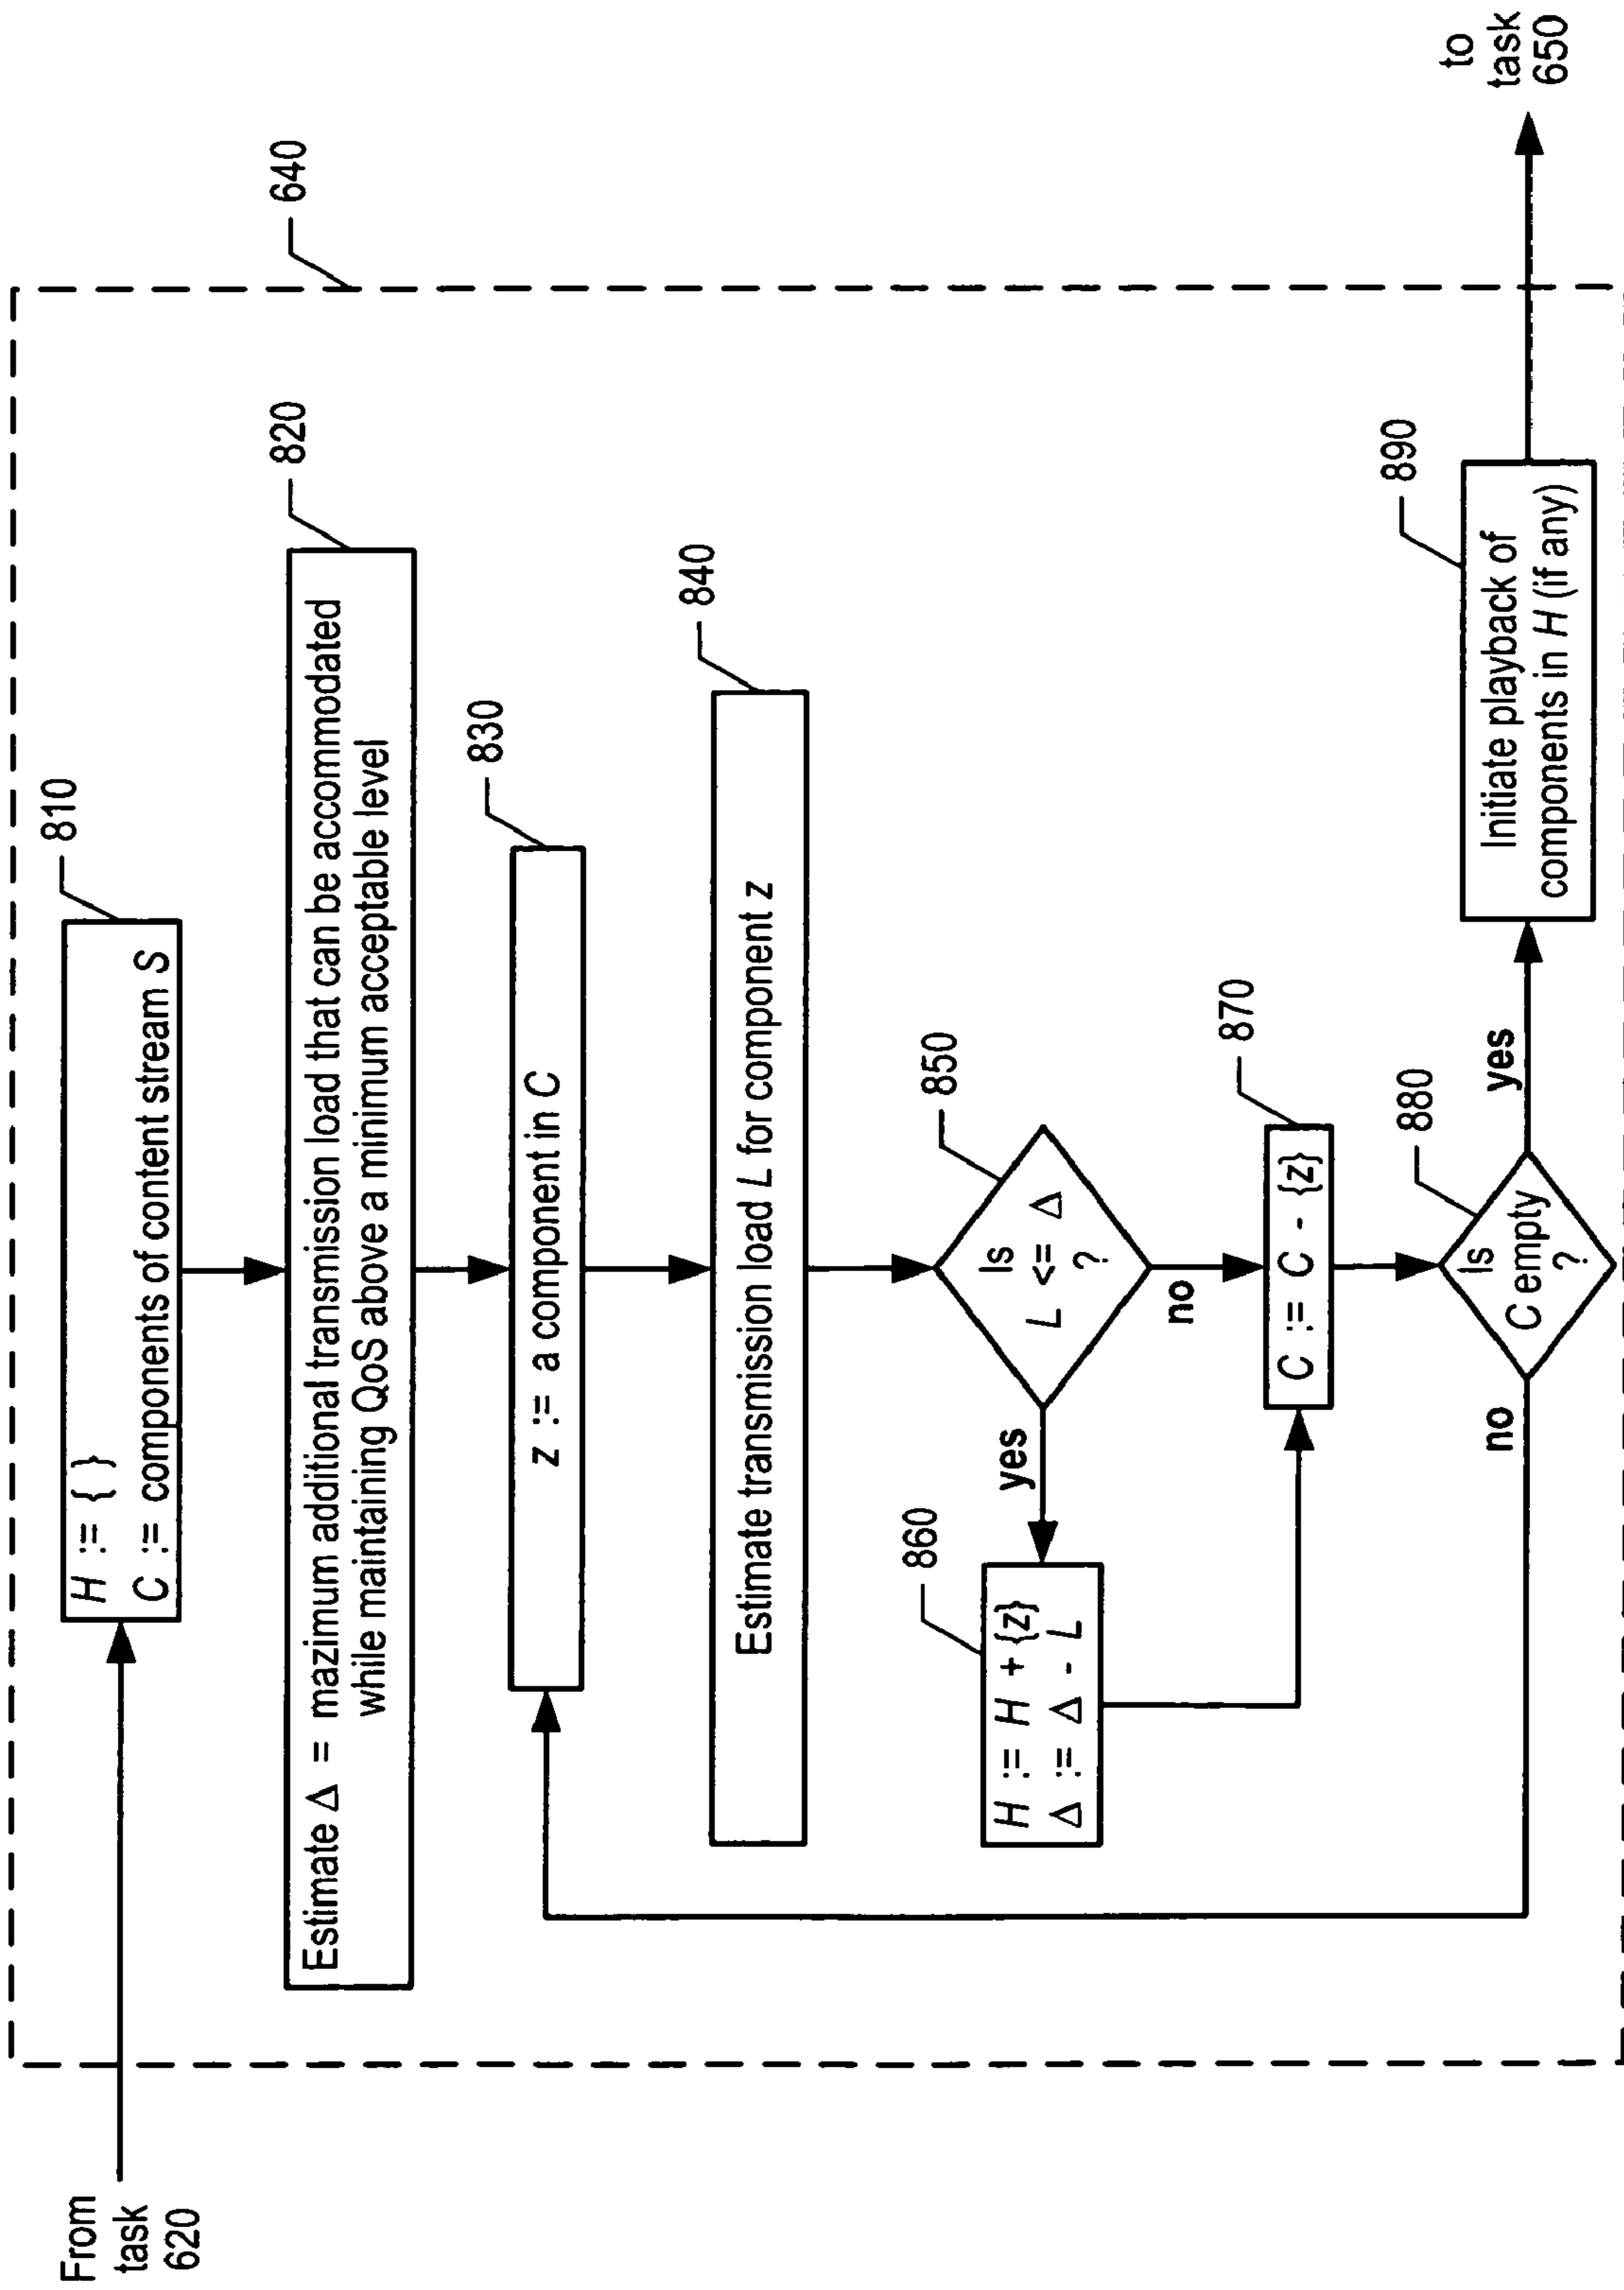 From
task
620
640
810
H := { }
C := components of content stream S
820
Estimate Δ = mazimum additional transmission load that can be accommodated
while maintaining QoS above a minimum acceptable level
830
z := a component in C
840
Estimate transmission load L for component z
850
Is
L <= Δ
?
yes
no
860
H := H + {z}
Δ := Δ - L
870
C := C - {z}
880
Is
C empty
?
no
yes
890
Initiate playback of
components in H (if any)
to
task
650